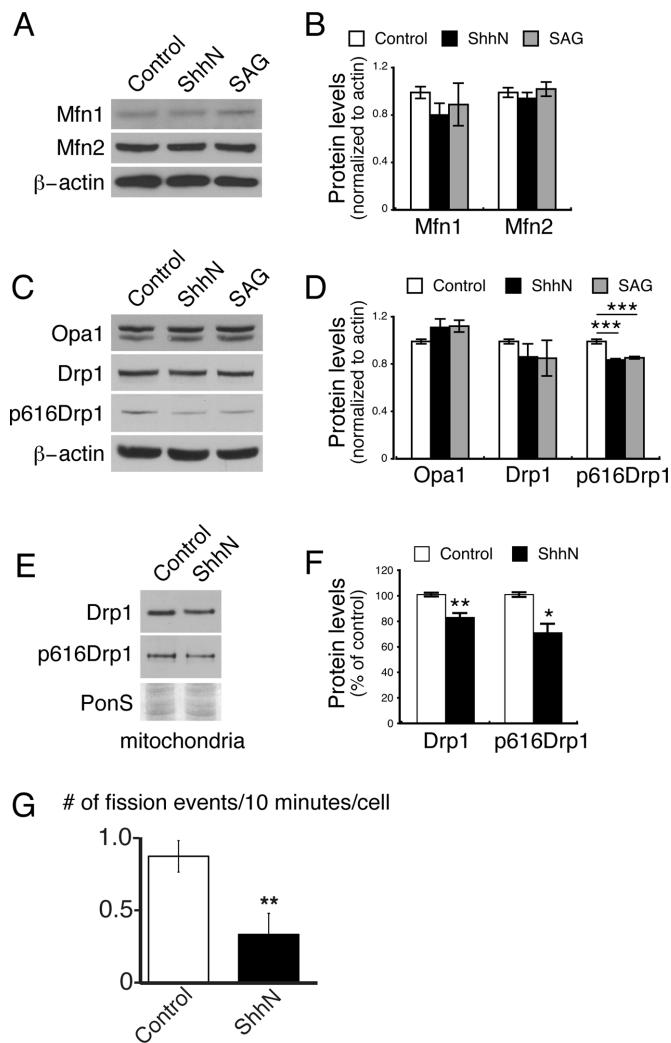 A
Control
ShhN
SAG
Mfn1
Mfn2
β−actin
B
Control ShhN SAG
Protein levels
(normalized to actin)
1.2
0.8
0.4
0
Mfn1 Mfn2
C
Control
ShhN
SAG
Opa1
Drp1
p616Drp1
β−actin
D
Control ShhN SAG
Protein levels
(normalized to actin)
1.2
0.8
0.4
0
***
***
Opa1 Drp1 p616Drp1
E
Control
ShhN
Drp1
p616Drp1
PonS
mitochondria
F
Control ShhN
Protein levels
(% of control)
120
100
80
60
40
20
0
**
*
Drp1 p616Drp1
G # of fission events/10 minutes/cell
1.0
0.5
0
**
Control
ShhN